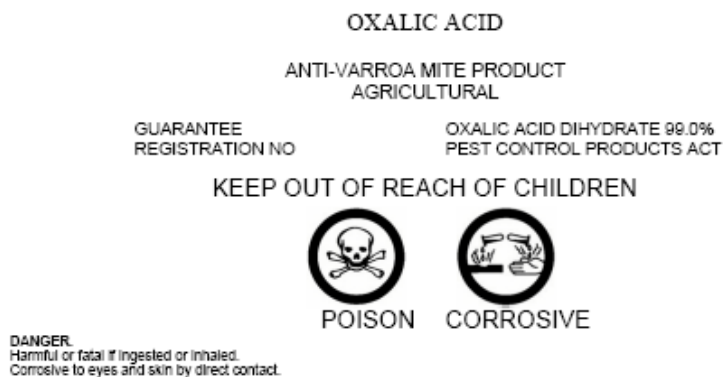 OXALIC ACID
ANTI-VARROA MITE PRODUCT
AGRICULTURAL
GUARANTEE OXALIC ACID DIHYDRATE 99.0%
REGISTRATION NO PEST CONTROL PRODUCTS ACT
KEEP OUT OF REACH OF CHILDREN
POISON CORROSIVE
DANGER.
Harmful or fatal if ingested or inhaled.
Corrosive to eyes and skin by direct contact.